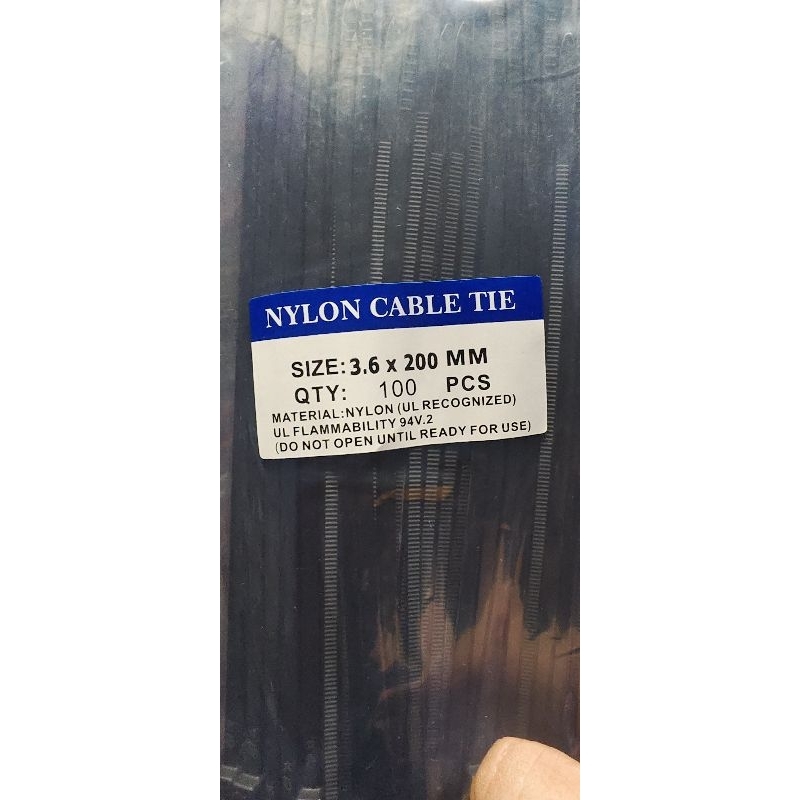 NYLON CABLE TIE
SIZE:3.6 x 200 MM
QTY: 100 PCS
MATERIAL:NYLON (UL RECOGNIZED)
UL FLAMMABILITY 94V.2
(DO NOT OPEN UNTIL READY FOR USE)